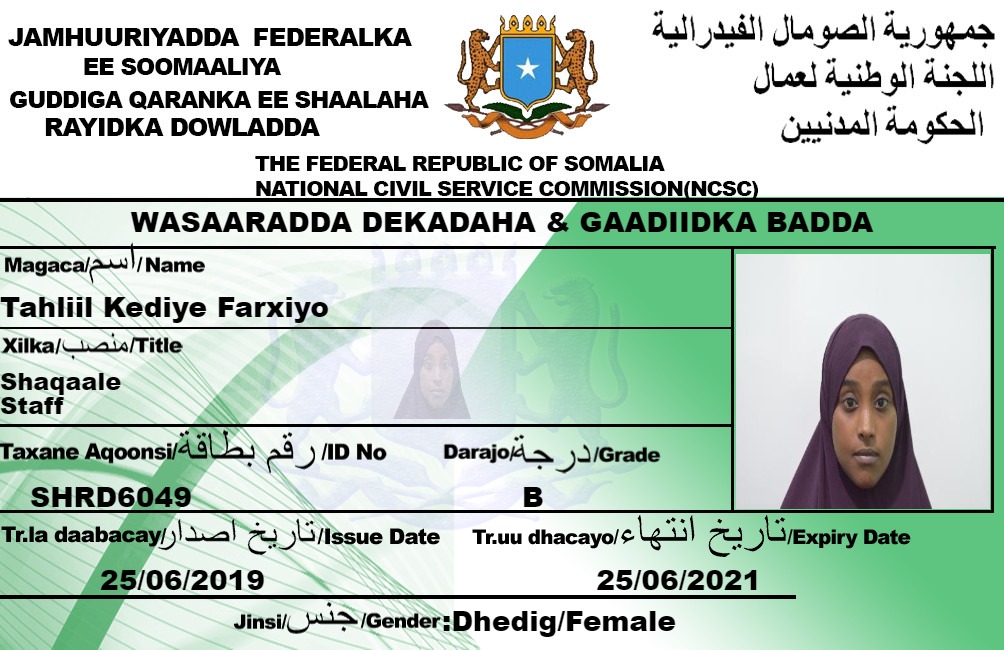 JAMHUURIYADDA FEDERALKA
EE SOOMAALIYA
GUDDIGA QARANKA EE SHAALAHA
RAYIDKA DOWLADDA
جمهورية الصومال الفيدرالية
اللجنة الوطنية لعمال
الحكومة المدنيين
THE FEDERAL REPUBLIC OF SOMALIA
NATIONAL CIVIL SERVICE COMMISSION(NCSC)
WASAARADDA DEKADAHA & GAADIIDKA BADDA
Magaca/اسم/Name
Tahliil Kediye Farxiyo
Xilka/منصب/Title
Shaqaale
Staff
Taxane Aqoonsi/رقم بطاقة/ID No
SHRD6049
Darajo/درجة/Grade
B
Tr.la daabacay/تاريخ اصدار/Issue Date
25/06/2019
Tr.uu dhacayo/تاريخ انتهاء/Expiry Date
25/06/2021
Jinsi/جنس/Gender:Dhedig/Female